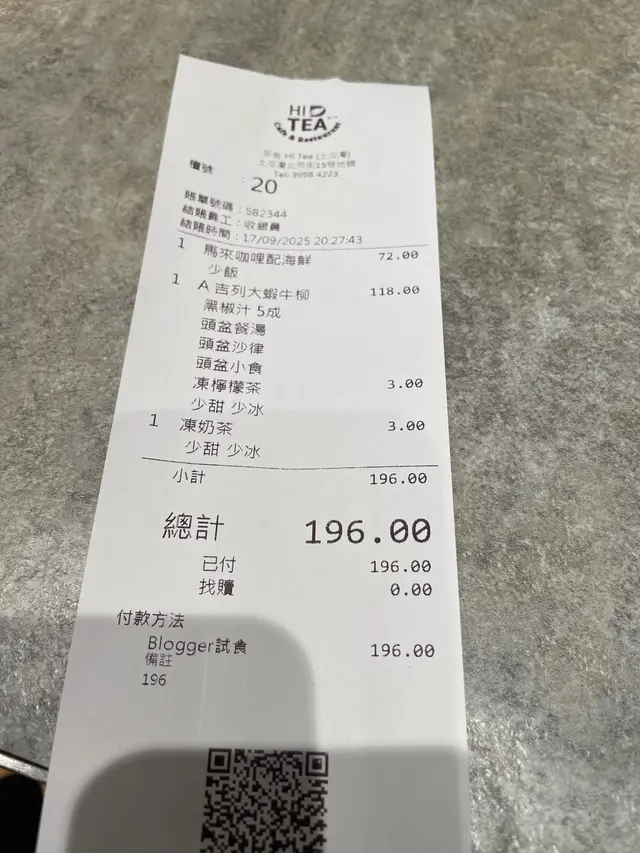 HI
TEA
Cafe & Restaurant
HI Tea (土瓜灣)
Tel: 3908 4223
檯號 20
賬單號碼：582344
結賬員工：收銀員
結賬時間：17/09/2025 20:27:43
1 馬來咖哩配海鮮 72.00
少飯
1 A 吉列大蝦牛柳 118.00
黑椒汁 5成
頭盆餐湯
頭盆沙律
頭盆小食
凍檸檬茶 3.00
少甜 少冰
1 凍奶茶 3.00
少甜 少冰
小計 196.00
總計 196.00
已付 196.00
找贖 0.00
付款方法
Blogger試食 196.00
備註
196